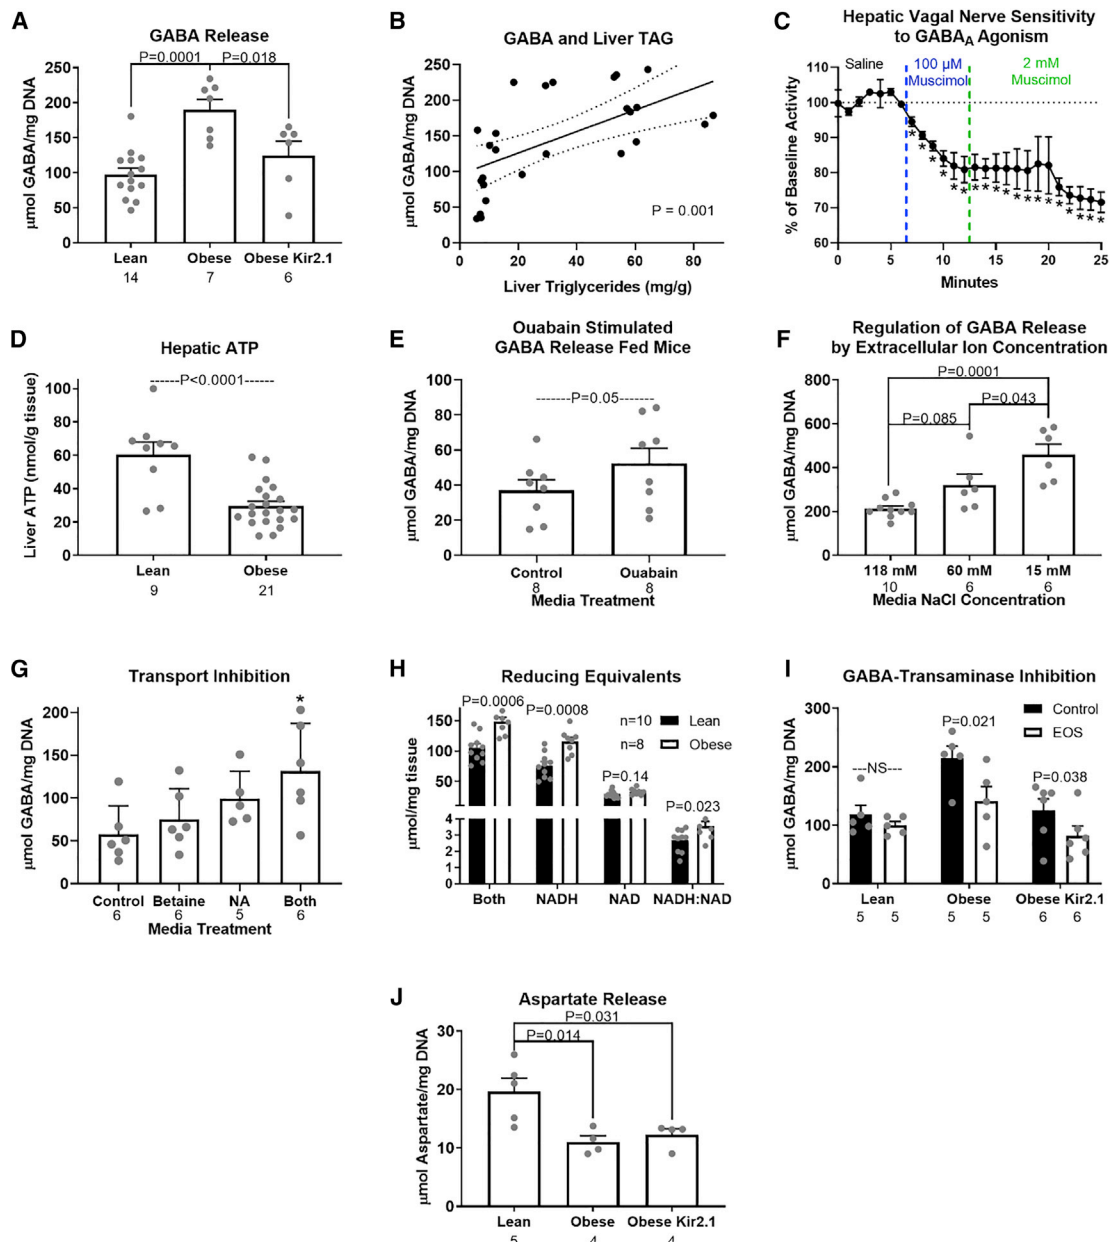 A
GABA Release
P=0.0001
P=0.018
μmol GABA/mg DNA
250
200
150
100
50
0
Lean
Obese
Obese Kir2.1
14
7
6
B
GABA and Liver TAG
μmol GABA/mg DNA
250
200
150
100
50
0
P = 0.001
0
20
40
60
80
Liver Triglycerides (mg/g)
C
Hepatic Vagal Nerve Sensitivity
to GABAA Agonism
Saline
100 μM
Muscimol
2 mM
Muscimol
% of Baseline Activity
110
100
90
80
70
60
* * * * * * * * * * * * * * * * * * *
0
5
10
15
20
25
Minutes
D
Hepatic ATP
------P<0.0001------
Liver ATP (nmol/g tissue)
100
80
60
40
20
0
Lean
Obese
9
21
E
Ouabain Stimulated
GABA Release Fed Mice
-------P=0.05-------
μmol GABA/mg DNA
100
80
60
40
20
0
Control
Ouabain
8
8
Media Treatment
F
Regulation of GABA Release
by Extracellular Ion Concentration
P=0.0001
P=0.043
P=0.085
μmol GABA/mg DNA
800
600
400
200
0
118 mM
60 mM
15 mM
10
6
6
Media NaCl Concentration
G
Transport Inhibition
*
μmol GABA/mg DNA
200
150
100
50
0
Control
Betaine
NA
Both
6
6
5
6
Media Treatment
H
Reducing Equivalents
P=0.0006
P=0.0008
P=0.14
P=0.023
n=10
Lean
n=8
Obese
μmol/mg tissue
150
100
50
4
3
2
1
0
Both
NADH
NAD
NADH:NAD
I
GABA-Transaminase Inhibition
Control
EOS
---NS---
P=0.021
P=0.038
μmol GABA/mg DNA
300
200
100
0
Lean
Obese
Obese Kir2.1
5
5
5
5
6
6
J
Aspartate Release
P=0.031
P=0.014
μmol Aspartate/mg DNA
30
20
10
0
Lean
Obese
Obese Kir2.1
5
4
4